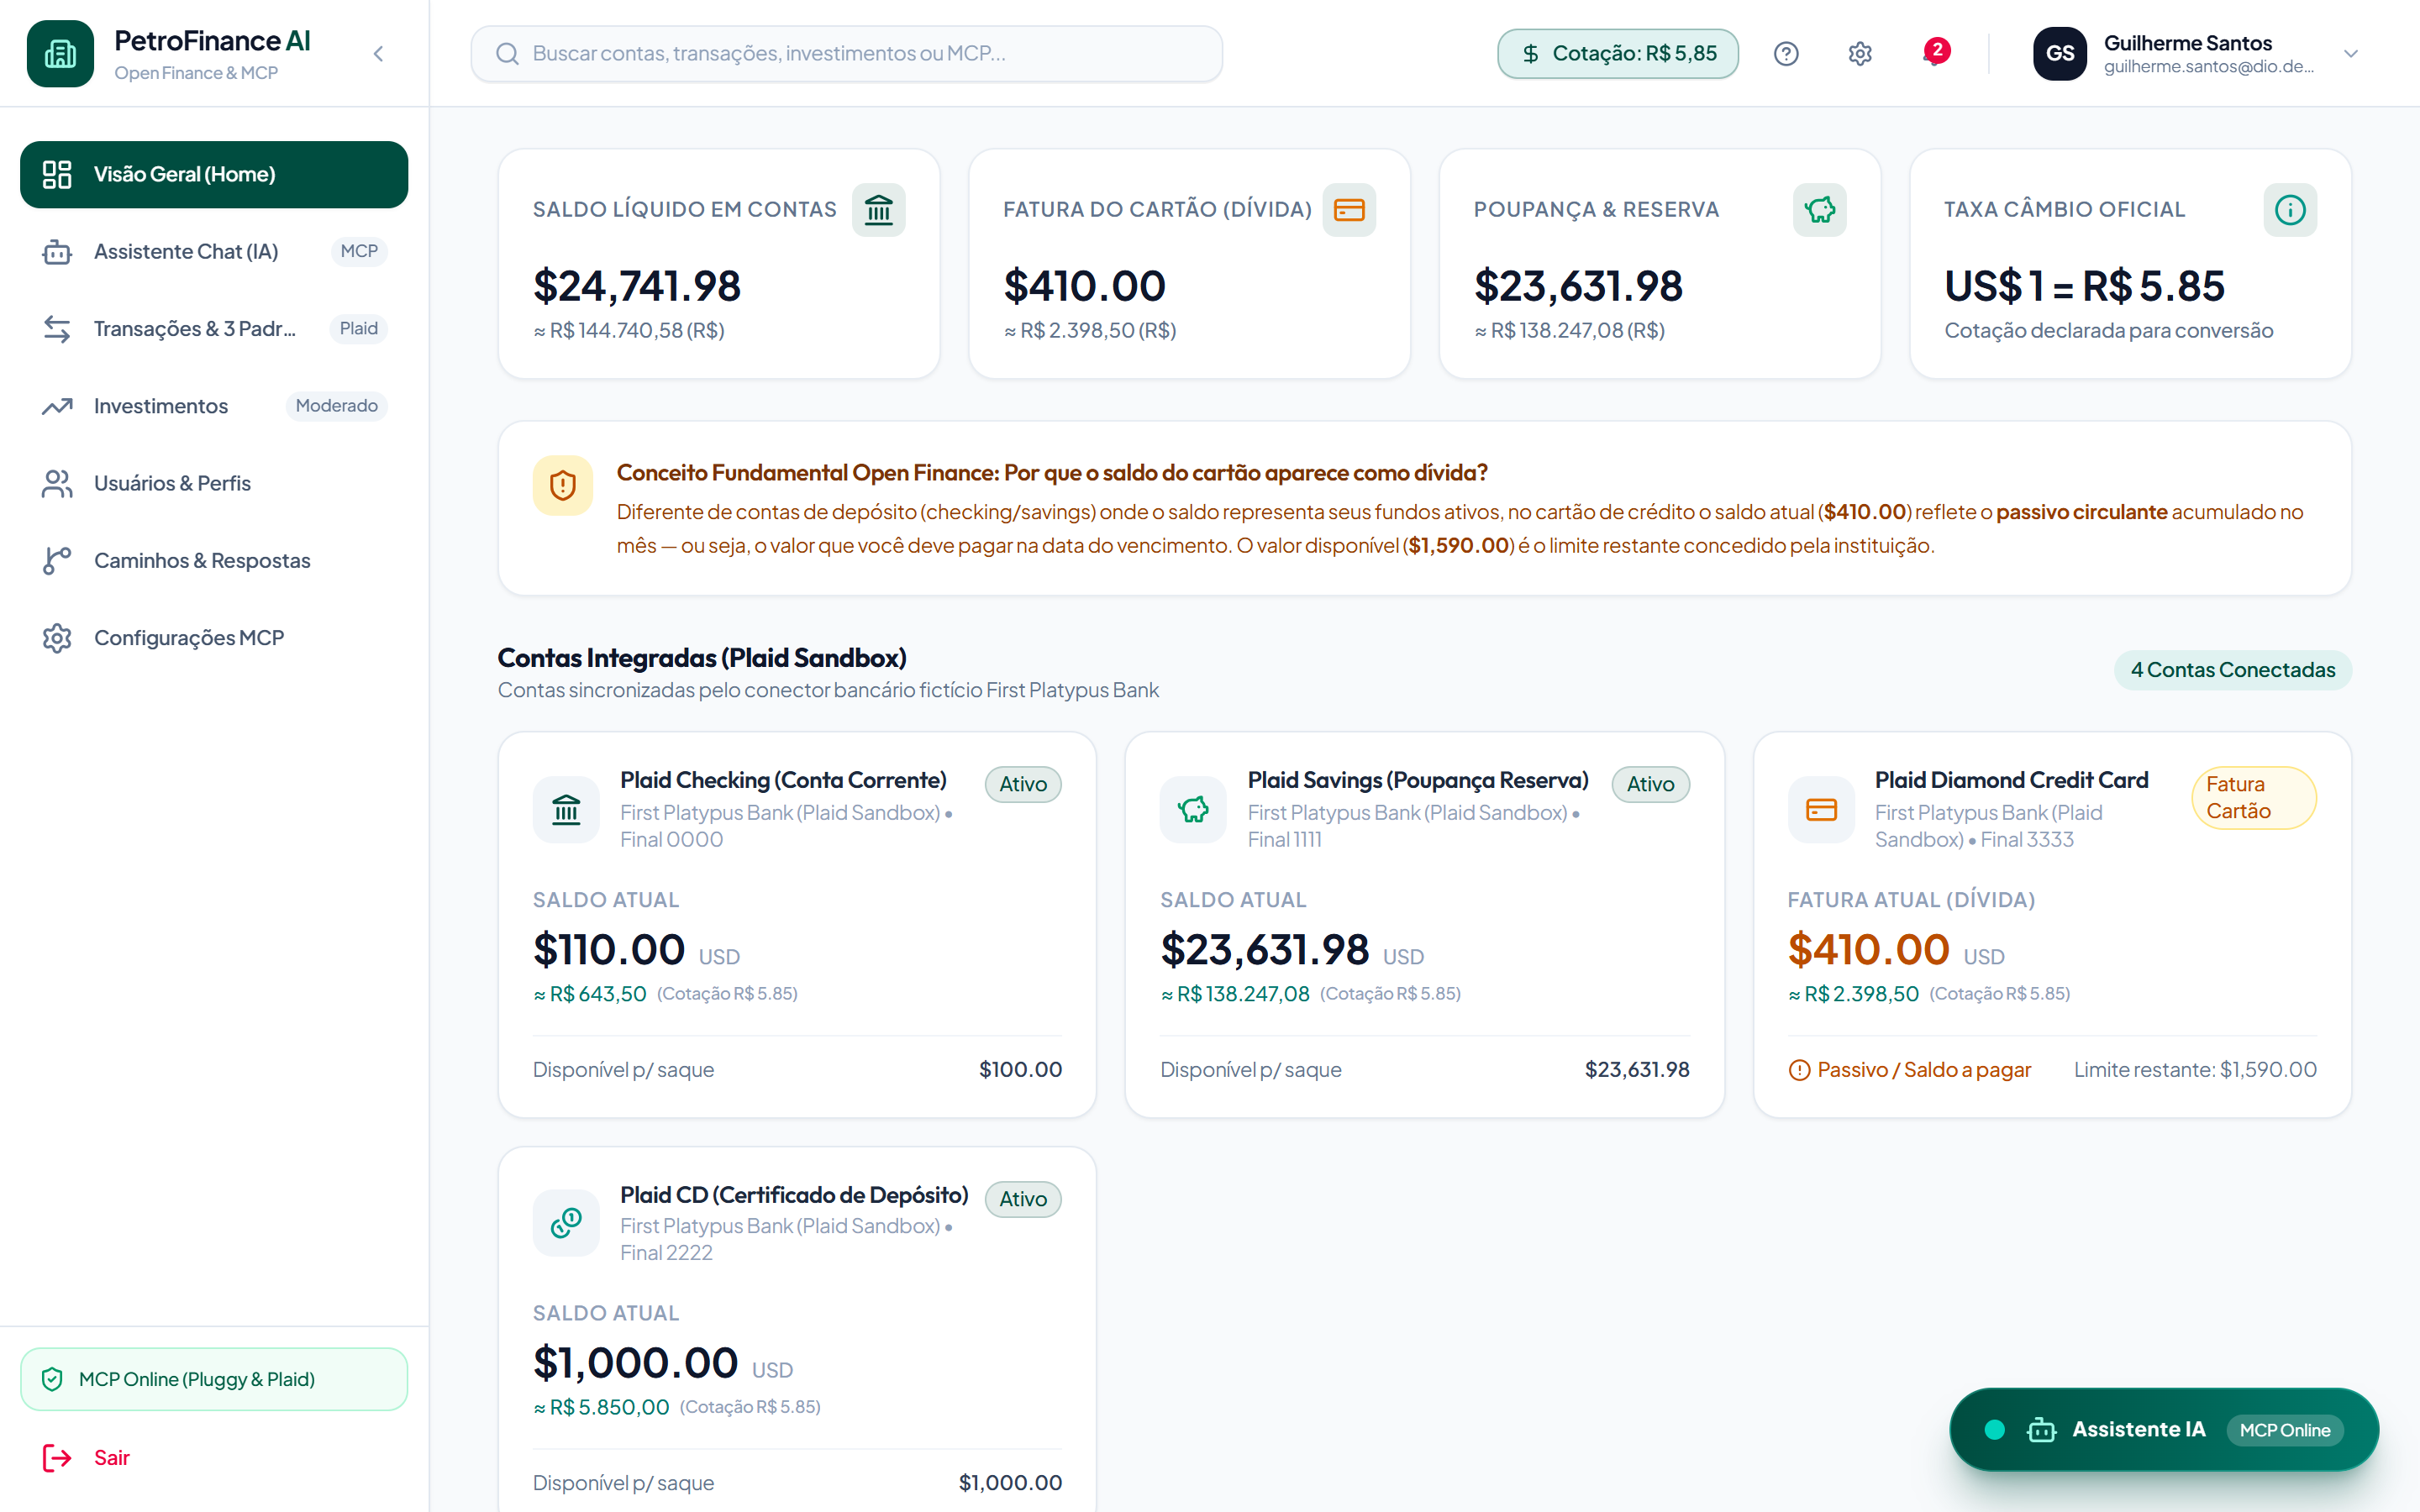 PetroFinance AI
Open Finance & MCP
Buscar contas, transações, investimentos ou MCP...
Cotação: R$ 5,85
2
GS
Guilherme Santos
guilherme.santos@dio.de...
Visão Geral (Home)
Assistente Chat (IA)
MCP
Transações & 3 Padr...
Plaid
Investimentos
Moderado
Usuários & Perfis
Caminhos & Respostas
Configurações MCP
MCP Online (Pluggy & Plaid)
Sair
SALDO LÍQUIDO EM CONTAS
$24,741.98
≈ R$ 144.740,58 (R$)
FATURA DO CARTÃO (DÍVIDA)
$410.00
≈ R$ 2.398,50 (R$)
POUPANÇA & RESERVA
$23,631.98
≈ R$ 138.247,08 (R$)
TAXA CÂMBIO OFICIAL
US$ 1 = R$ 5.85
Cotação declarada para conversão
Conceito Fundamental Open Finance: Por que o saldo do cartão aparece como dívida?
Diferente de contas de depósito (checking/savings) onde o saldo representa seus fundos ativos, no cartão de crédito o saldo atual ($410.00) reflete o passivo circulante acumulado no
mês — ou seja, o valor que você deve pagar na data do vencimento. O valor disponível ($1,590.00) é o limite restante concedido pela instituição.
Contas Integradas (Plaid Sandbox)
Contas sincronizadas pelo conector bancário fictício First Platypus Bank
4 Contas Conectadas
Plaid Checking (Conta Corrente)
First Platypus Bank (Plaid Sandbox) •
Final 0000
Ativo
SALDO ATUAL
$110.00 USD
≈ R$ 643,50 (Cotação R$ 5.85)
Disponível p/ saque
$100.00
Plaid Savings (Poupança Reserva)
First Platypus Bank (Plaid Sandbox) •
Final 1111
Ativo
SALDO ATUAL
$23,631.98 USD
≈ R$ 138.247,08 (Cotação R$ 5.85)
Disponível p/ saque
$23,631.98
Plaid Diamond Credit Card
First Platypus Bank (Plaid
Sandbox) • Final 3333
Fatura
Cartão
FATURA ATUAL (DÍVIDA)
$410.00 USD
≈ R$ 2.398,50 (Cotação R$ 5.85)
Passivo / Saldo a pagar
Limite restante: $1,590.00
Plaid CD (Certificado de Depósito)
First Platypus Bank (Plaid Sandbox) •
Final 2222
Ativo
SALDO ATUAL
$1,000.00 USD
≈ R$ 5.850,00 (Cotação R$ 5.85)
Disponível p/ saque
$1,000.00
Assistente IA
MCP Online